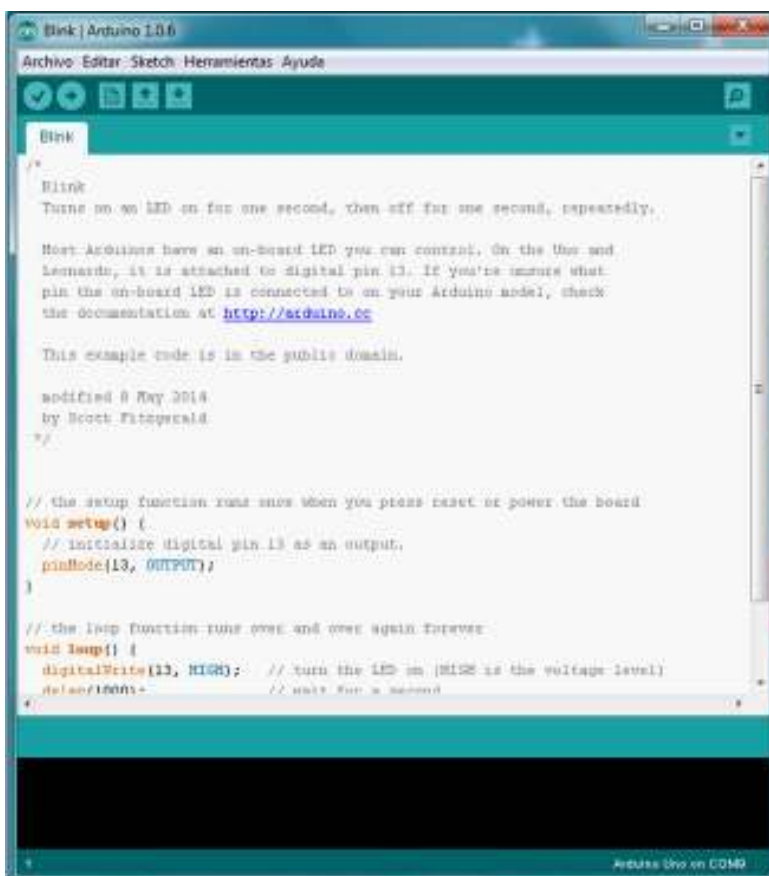 Blink | Arduino 1.0.6
Archivo Editar Sketch Herramientas Ayuda
Blink
/*
Blink
Turns on an LED on for one second, then off for one second, repeatedly.
Most Arduinos have an on-board LED you can control. On the Uno and
Leonardo, it is attached to digital pin 13. If you're unsure what
pin the on-board LED is connected to on your Arduino model, check
the documentation at http://arduino.cc
This example code is in the public domain.
modified 8 May 2014
by Scott Fitzgerald
*/
// the setup function runs once when you press reset or power the board
void setup() {
// initialize digital pin 13 as an output.
pinMode(13, OUTPUT);
}
// the loop function runs over and over again forever
void loop() {
digitalWrite(13, HIGH); // turn the LED on (HIGH is the voltage level)
delay(1000); // wait for a second
1
Arduino Uno on COM9